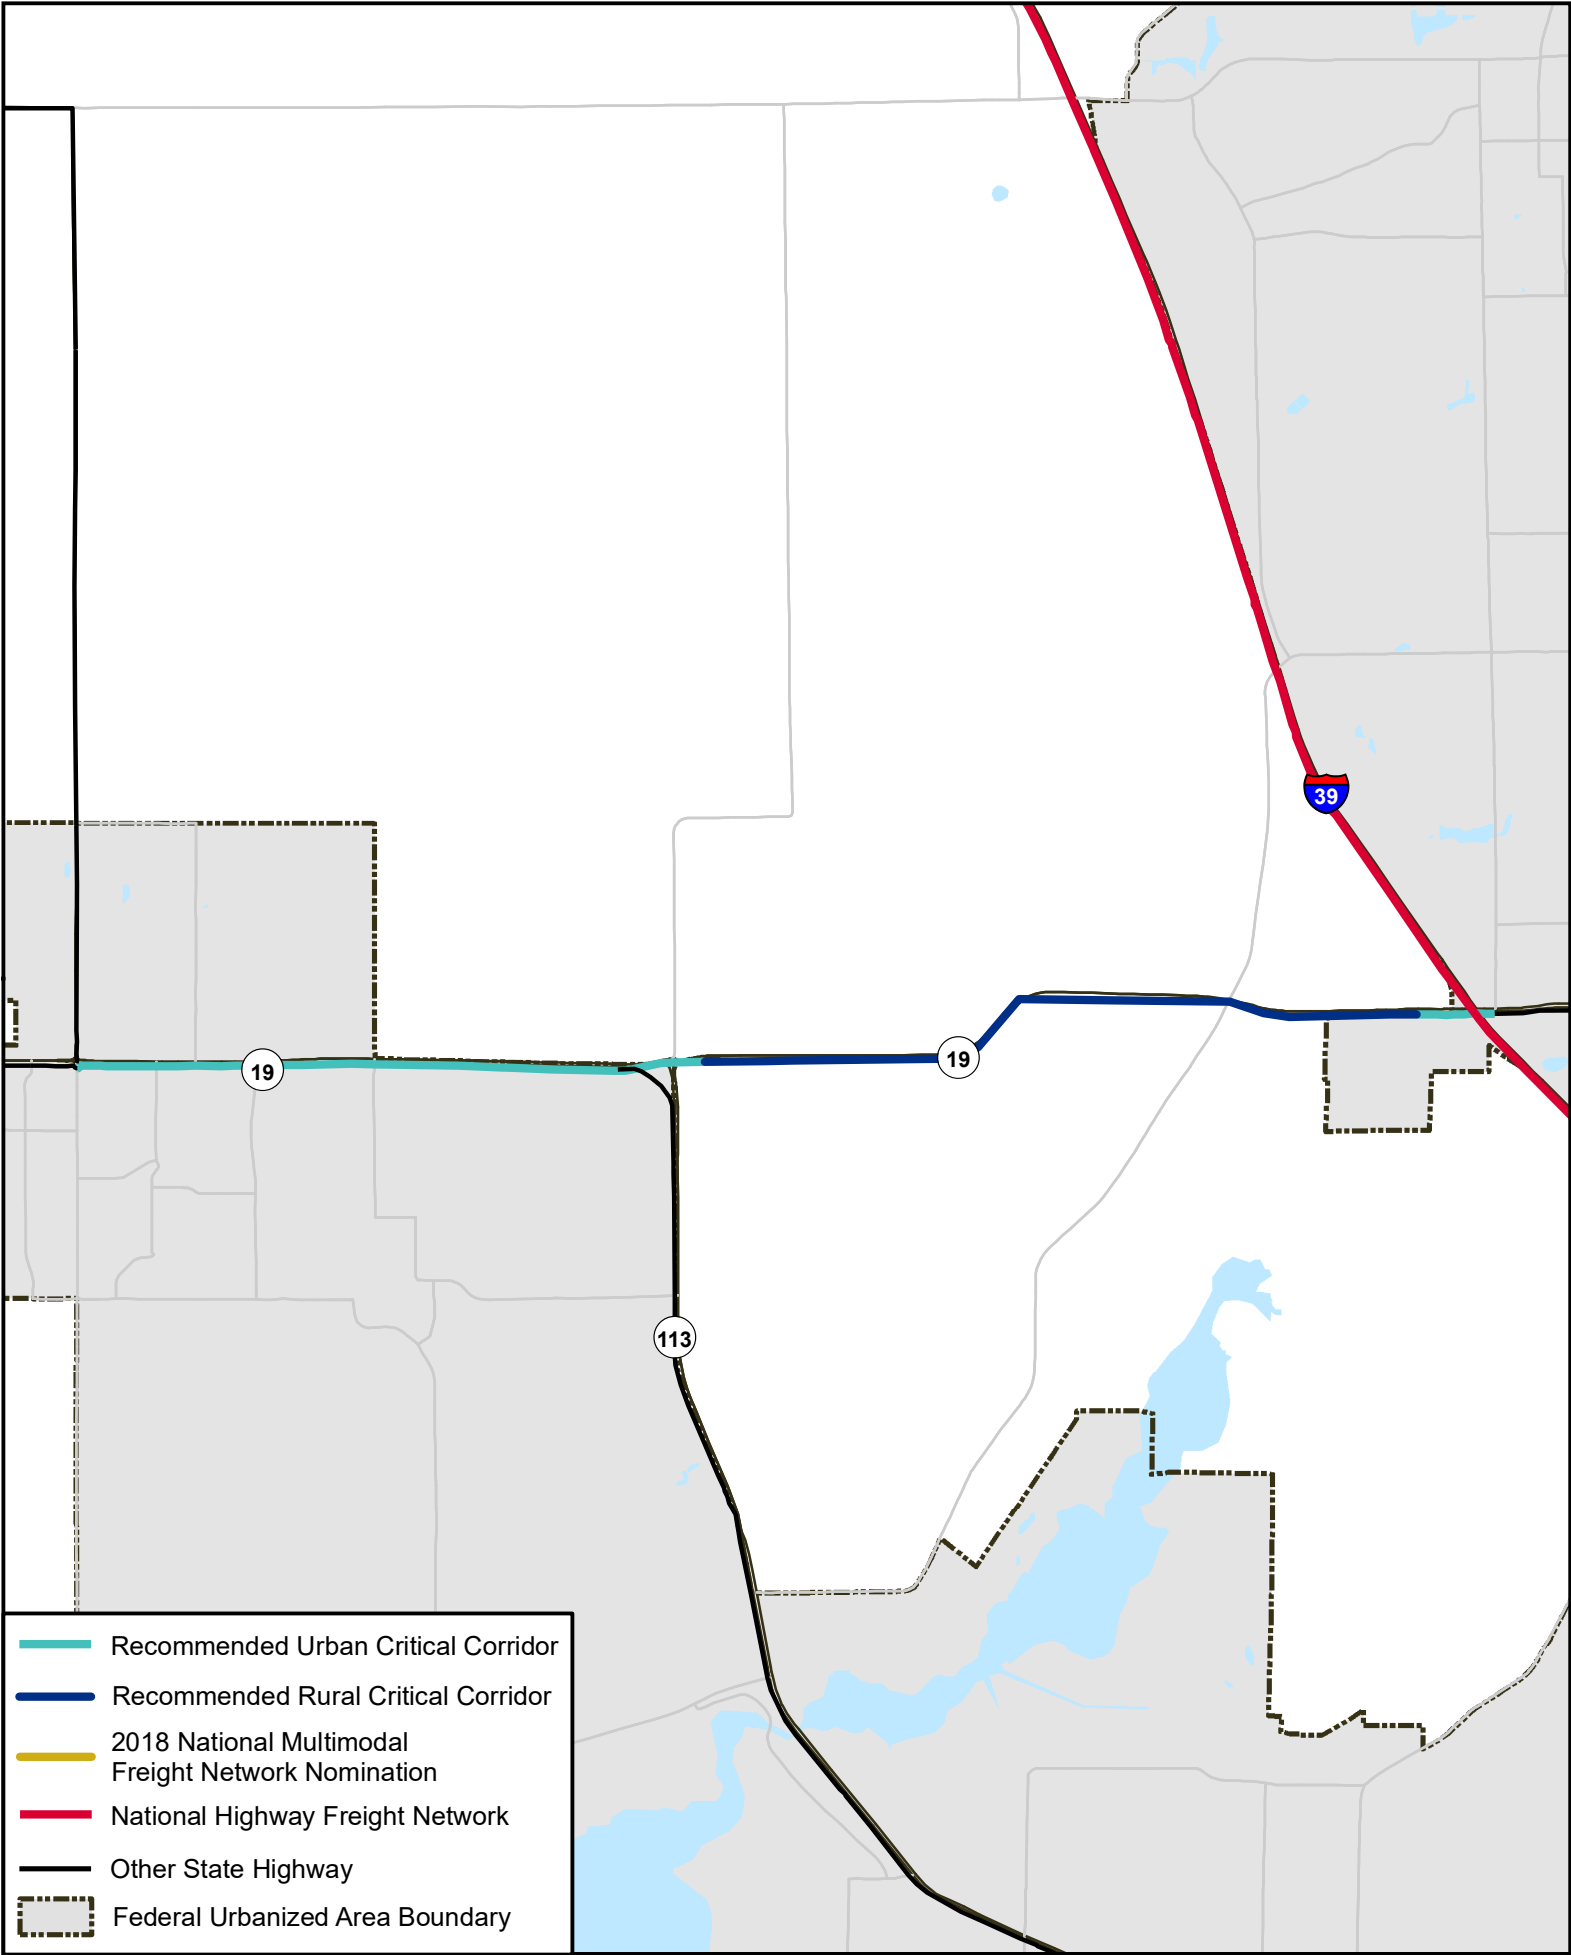 39
19
19
113
Recommended Urban Critical Corridor
Recommended Rural Critical Corridor
2018 National Multimodal
Freight Network Nomination
National Highway Freight Network
Other State Highway
Federal Urbanized Area Boundary